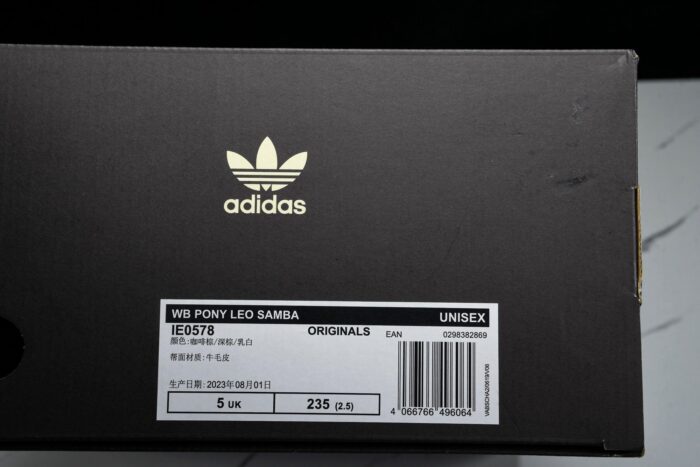 adidas
WB PONY LEO SAMBA UNISEX
IE0578 ORIGINALS EAN 0298382869
颜色:咖啡棕/深棕/乳白
帮面材质:牛毛皮
生产日期:2023年08月01日
5 UK 235 (2.5)
4 066766 496064